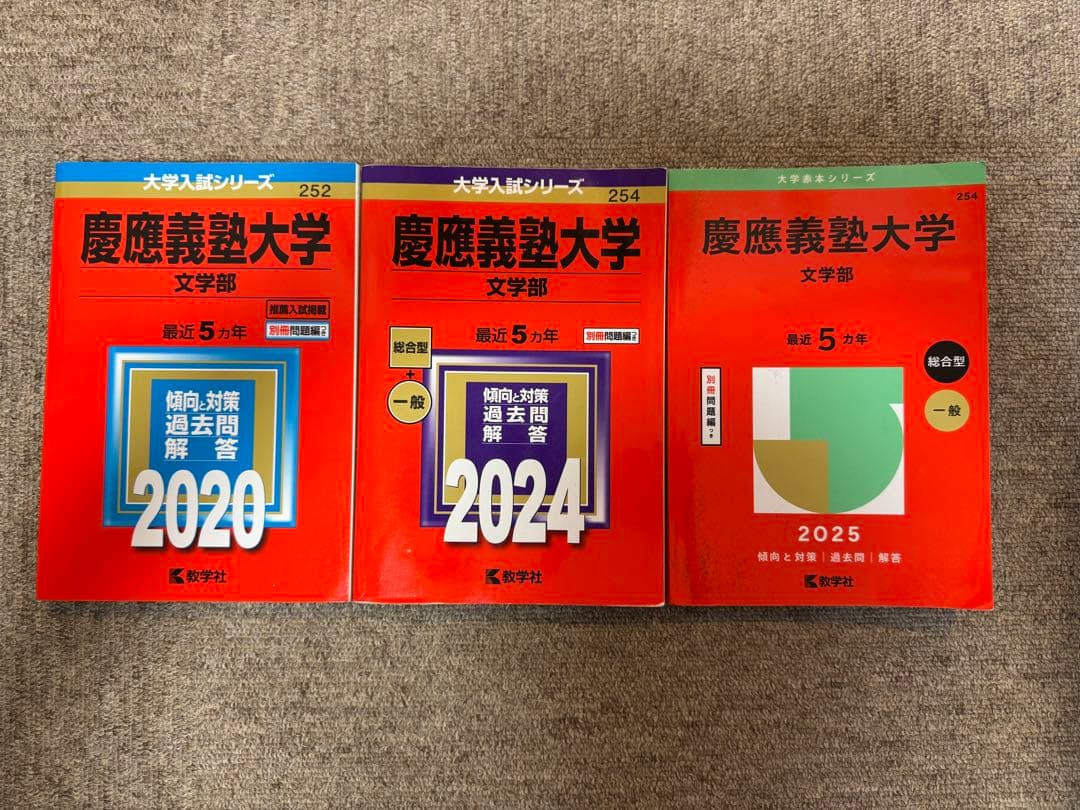 大学入試シリーズ
252
慶應義塾大学
文学部
推薦入試掲載
最近5カ年
別冊問題編つき
傾向と対策
過去問
解答
2020
教学社
大学入試シリーズ
254
慶應義塾大学
文学部
最近5カ年
別冊問題編つき
総合型
+
一般
傾向と対策
過去問
解答
2024
教学社
大学赤本シリーズ
254
慶應義塾大学
文学部
最近5カ年
総合型
一般
別冊問題編つき
2025
傾向と対策|過去問|解答
教学社